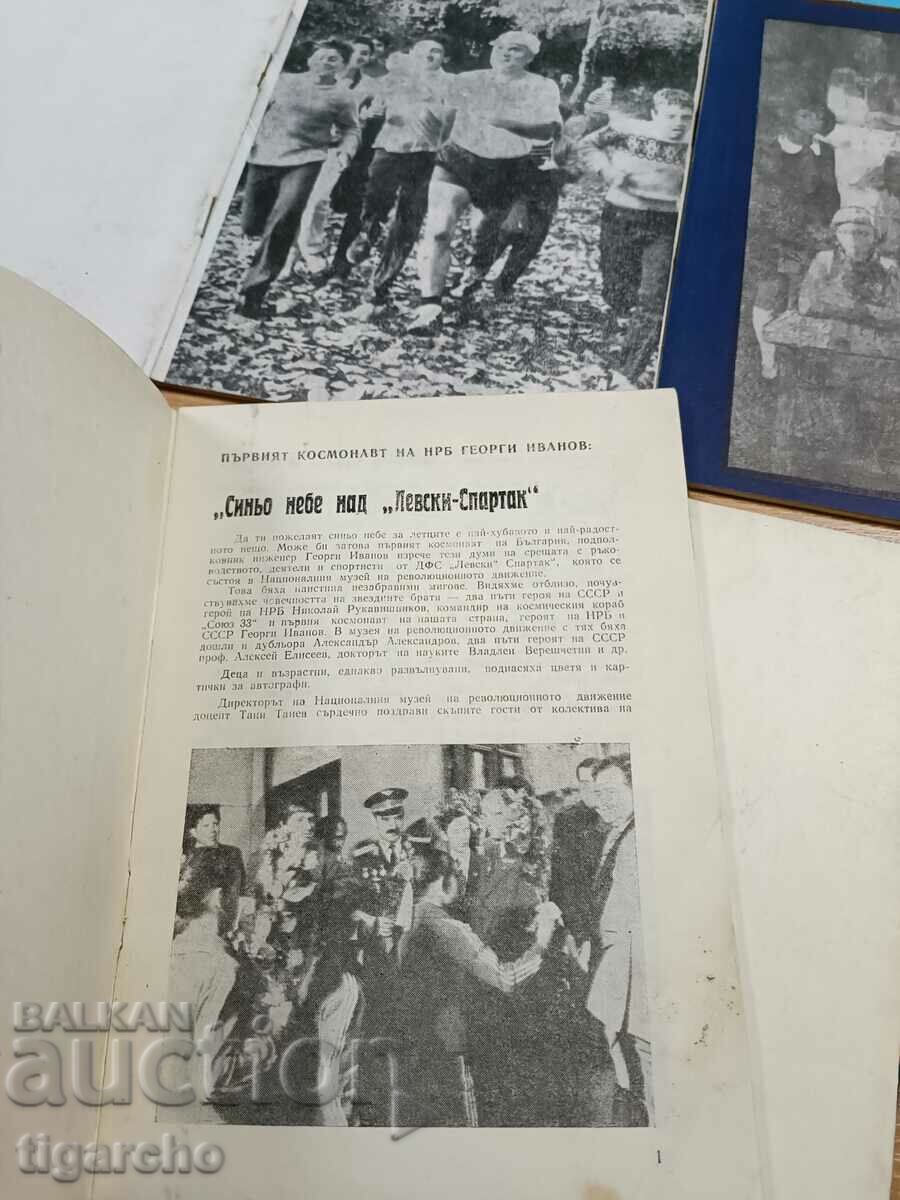 ПЪРВИЯТ КОСМОНАВТ НА НРБ ГЕОРГИ ИВАНОВ:
„Синьо небе над „Левски-Спартак“
Да ти пожелаят синьо небе за летците е най-хубавото и най-радост-
ното нещо. Може би затова първият космонавт на България, подпол-
ковник инженер Георги Иванов изрече тези думи на срещата с ръко-
водството, деятели и спортисти от ДФС „Левски“ Спартак“, която се
състоя в Националния музей на революционното движение.
Това бяха наистина незабравими мигове. Видяхме отблизо, почув-
ствувахме човечността на звездните братя — два пъти героя на СССР и
герой на НРБ Николай Рукавишников, командир на космическия кораб
„Союз 33“ и първия космонавт на нашата страна, героят на НРБ и
СССР Георги Иванов. В музея на революционното движение с тях бяха
дошли и дубльора Александър Александров, два пъти героят на СССР
проф. Алексей Елисеев, докторът на науките Владлен Верешчетин и др.
Деца и възрастни, еднакво развълнувани, поднасяха цветя и кар-
тички за автографи.
Директорът на Националния музей на революционното движение
доцент Таки Танев сърдечно поздрави скъпите гости от колектива на
1
BALKAN
auction
tigarcho